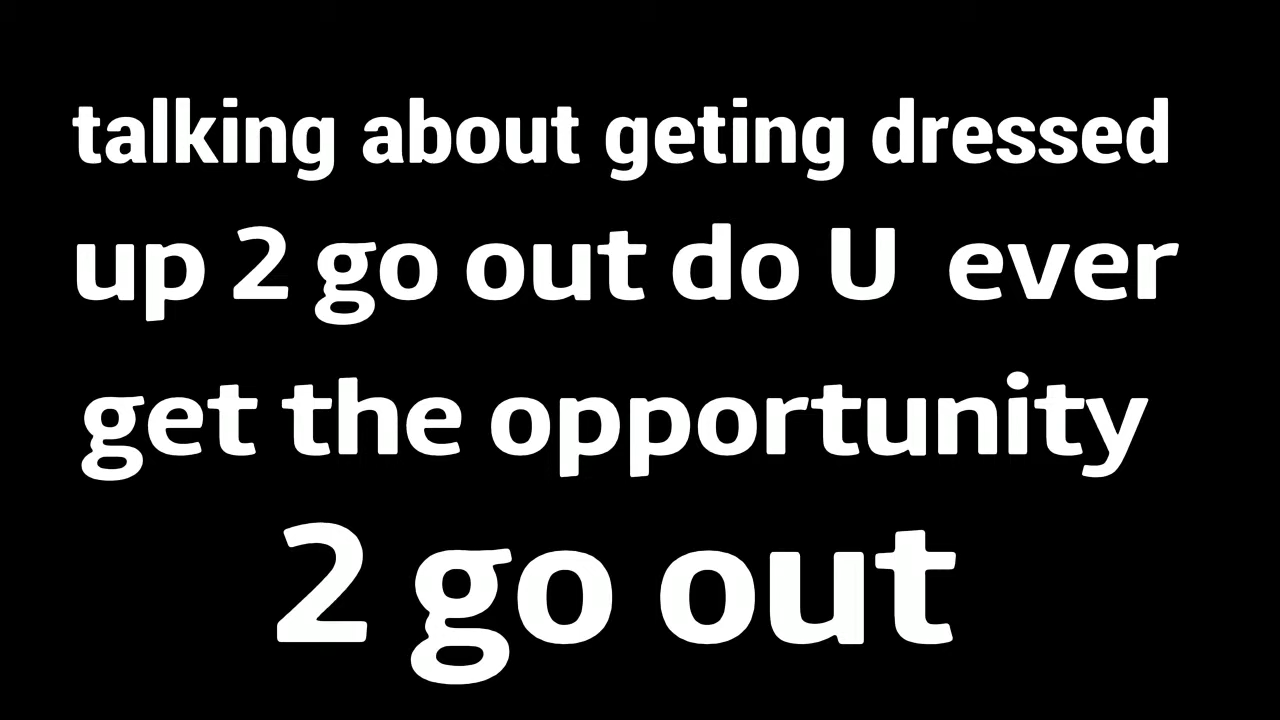 talking about geting dressed
up 2 go out do U ever
get the opportunity
2 go out